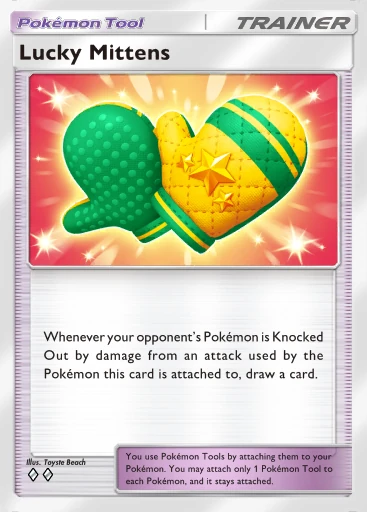 Pokémon Tool
TRAINER
Lucky Mittens
Whenever your opponent's Pokémon is Knocked
Out by damage from an attack used by the
Pokémon this card is attached to, draw a card.
Illus. Toyste Beach
You use Pokémon Tools by attaching them to your
Pokémon. You may attach only 1 Pokémon Tool to
each Pokémon, and it stays attached.